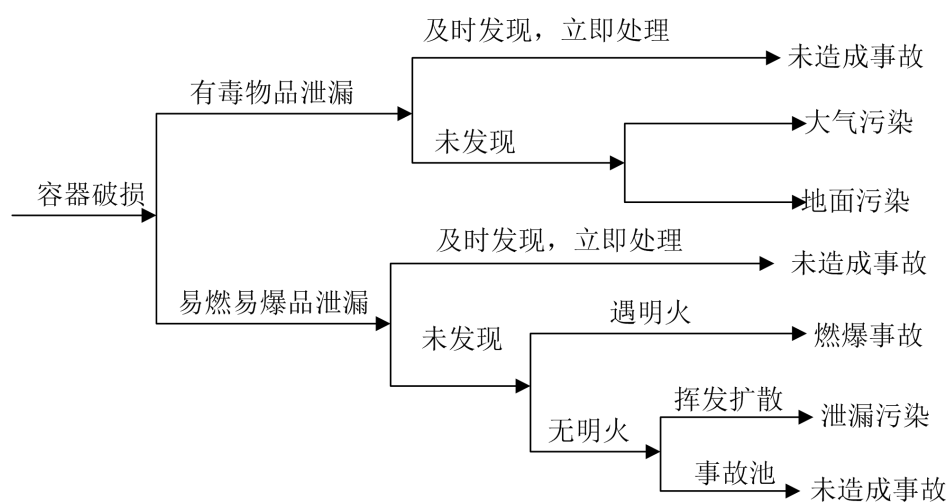 及时发现，立即处理
未造成事故
有毒物品泄漏
大气污染
未发现
容器破损
地面污染
及时发现，立即处理
未造成事故
易燃易爆品泄漏
遇明火
未发现
燃爆事故
挥发扩散
泄漏污染
无明火
事故池
未造成事故